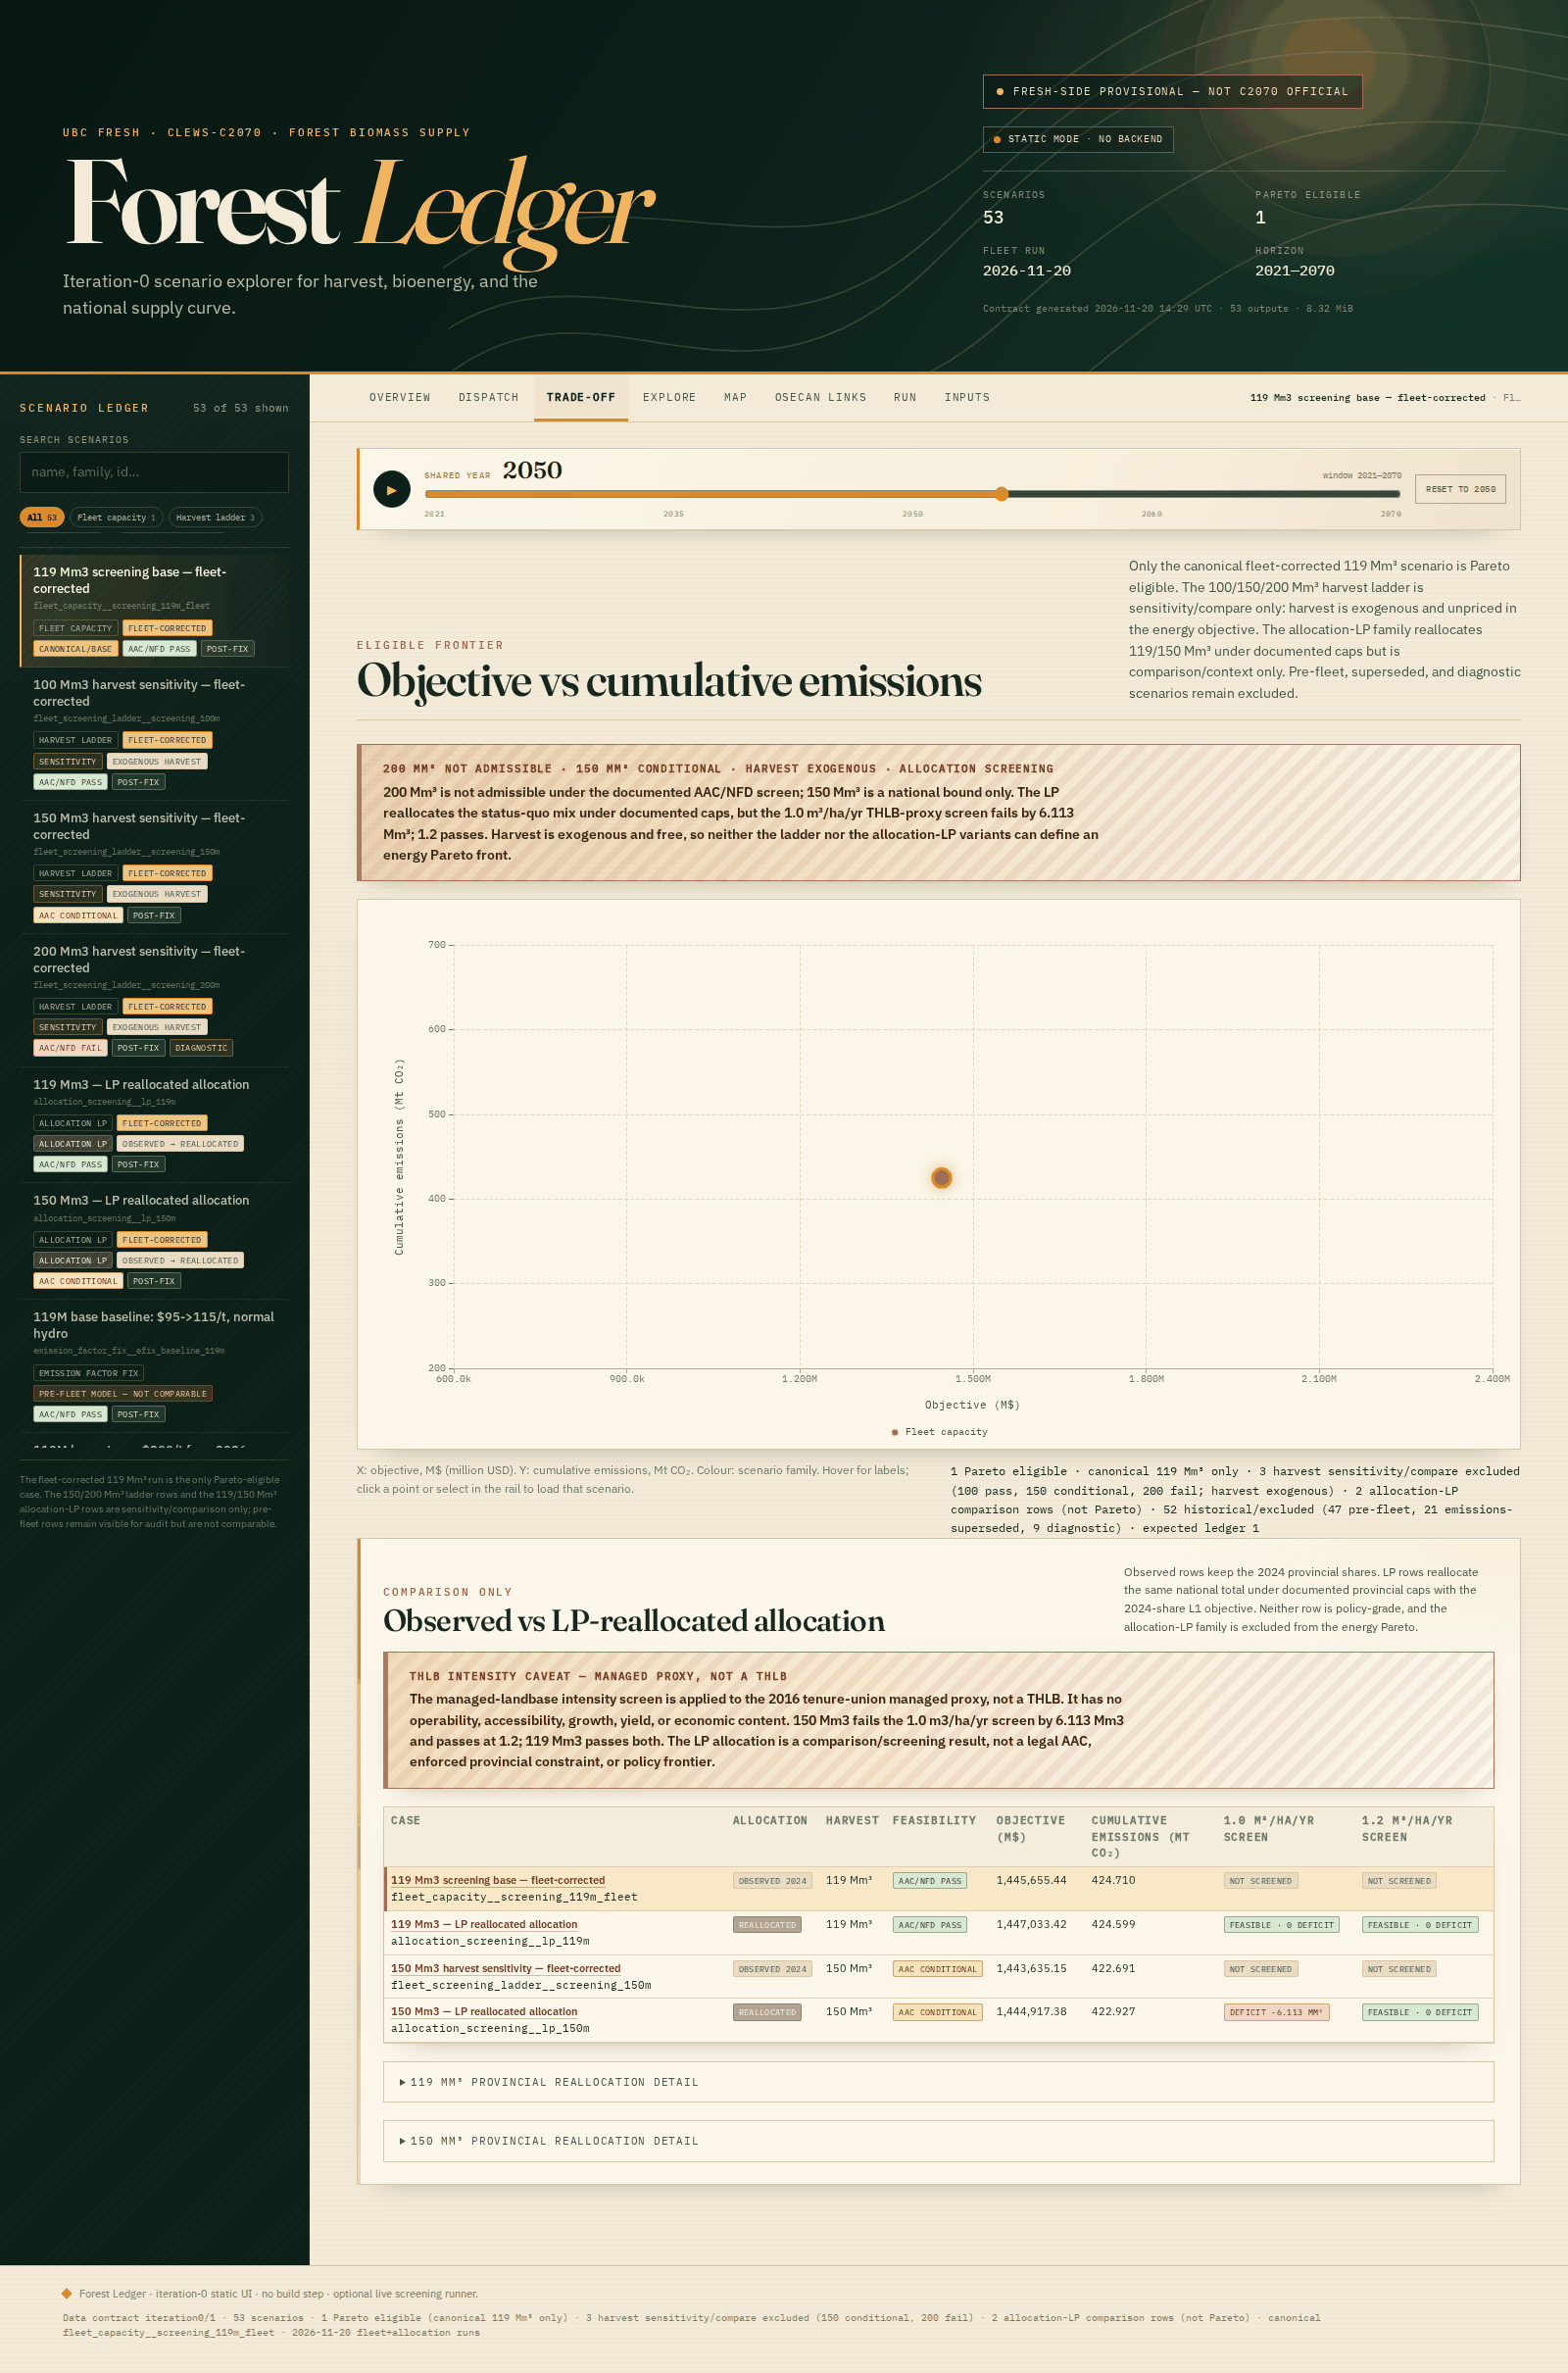 UBC FRESH · CLEWS-C2070 · FOREST BIOMASS SUPPLY
Forest Ledger
Iteration-0 scenario explorer for harvest, bioenergy, and the
national supply curve.
FRESH-SIDE PROVISIONAL — NOT C2070 OFFICIAL
STATIC MODE · NO BACKEND
SCENARIOS
53
PARETO ELIGIBLE
1
FLEET RUN
2026-11-20
HORIZON
2021–2070
Contract generated 2026-11-20 14:29 UTC · 53 outputs · 8.32 MiB
SCENARIO LEDGER
53 of 53 shown
SEARCH SCENARIOS
name, family, id…
All 53
Fleet capacity 1
Harvest ladder 3
119 Mm3 screening base — fleet-
corrected
fleet_capacity__screening_119m_fleet
FLEET CAPACITY
FLEET-CORRECTED
CANONICAL/BASE
AAC/NFD PASS
POST-FIX
100 Mm3 harvest sensitivity — fleet-
corrected
fleet_screening_ladder__screening_100m
HARVEST LADDER
FLEET-CORRECTED
SENSITIVITY
EXOGENOUS HARVEST
AAC/NFD PASS
POST-FIX
150 Mm3 harvest sensitivity — fleet-
corrected
fleet_screening_ladder__screening_150m
HARVEST LADDER
FLEET-CORRECTED
SENSITIVITY
EXOGENOUS HARVEST
AAC CONDITIONAL
POST-FIX
200 Mm3 harvest sensitivity — fleet-
corrected
fleet_screening_ladder__screening_200m
HARVEST LADDER
FLEET-CORRECTED
SENSITIVITY
EXOGENOUS HARVEST
AAC/NFD FAIL
POST-FIX
DIAGNOSTIC
119 Mm3 — LP reallocated allocation
allocation_screening__lp_119m
ALLOCATION LP
FLEET-CORRECTED
ALLOCATION LP
OBSERVED → REALLOCATED
AAC/NFD PASS
POST-FIX
150 Mm3 — LP reallocated allocation
allocation_screening__lp_150m
ALLOCATION LP
FLEET-CORRECTED
ALLOCATION LP
OBSERVED → REALLOCATED
AAC CONDITIONAL
POST-FIX
119M base baseline: $95->115/t, normal
hydro
emission_factor_fix__efix_baseline_119m
EMISSION FACTOR FIX
PRE-FLEET MODEL — NOT COMPARABLE
AAC/NFD PASS
POST-FIX
The fleet-corrected 119 Mm³ run is the only Pareto-eligible
case. The 150/200 Mm³ ladder rows and the 119/150 Mm³
allocation-LP rows are sensitivity/comparison only; pre-
fleet rows remain visible for audit but are not comparable.
OVERVIEW
DISPATCH
TRADE-OFF
EXPLORE
MAP
OSECAN LINKS
RUN
INPUTS
119 Mm3 screening base — fleet-corrected · Fl…
▶
SHARED YEAR 2050
window 2021–2070
2021
2035
2050
2060
2070
RESET TO 2050
ELIGIBLE FRONTIER
Objective vs cumulative emissions
Only the canonical fleet-corrected 119 Mm³ scenario is Pareto
eligible. The 100/150/200 Mm³ harvest ladder is
sensitivity/compare only: harvest is exogenous and unpriced in
the energy objective. The allocation-LP family reallocates
119/150 Mm³ under documented caps but is
comparison/context only. Pre-fleet, superseded, and diagnostic
scenarios remain excluded.
200 MM³ NOT ADMISSIBLE · 150 MM³ CONDITIONAL · HARVEST EXOGENOUS · ALLOCATION SCREENING
200 Mm³ is not admissible under the documented AAC/NFD screen; 150 Mm³ is a national bound only. The LP
reallocates the status-quo mix under documented caps, but the 1.0 m³/ha/yr THLB-proxy screen fails by 6.113
Mm³; 1.2 passes. Harvest is exogenous and free, so neither the ladder nor the allocation-LP variants can define an
energy Pareto front.
Cumulative emissions (Mt CO₂)
700
600
500
400
300
200
600.0k
900.0k
1.200M
1.500M
1.800M
2.100M
2.400M
Objective (M$)
Fleet capacity
X: objective, M$ (million USD). Y: cumulative emissions, Mt CO₂. Colour: scenario family. Hover for labels;
click a point or select in the rail to load that scenario.
1 Pareto eligible · canonical 119 Mm³ only · 3 harvest sensitivity/compare excluded
(100 pass, 150 conditional, 200 fail; harvest exogenous) · 2 allocation-LP
comparison rows (not Pareto) · 52 historical/excluded (47 pre-fleet, 21 emissions-
superseded, 9 diagnostic) · expected ledger 1
COMPARISON ONLY
Observed vs LP-reallocated allocation
Observed rows keep the 2024 provincial shares. LP rows reallocate
the same national total under documented provincial caps with the
2024-share L1 objective. Neither row is policy-grade, and the
allocation-LP family is excluded from the energy Pareto.
THLB INTENSITY CAVEAT — MANAGED PROXY, NOT A THLB
The managed-landbase intensity screen is applied to the 2016 tenure-union managed proxy, not a THLB. It has no
operability, accessibility, growth, yield, or economic content. 150 Mm3 fails the 1.0 m3/ha/yr screen by 6.113 Mm3
and passes at 1.2; 119 Mm3 passes both. The LP allocation is a comparison/screening result, not a legal AAC,
enforced provincial constraint, or policy frontier.
CASE
ALLOCATION
HARVEST
FEASIBILITY
OBJECTIVE
(M$)
CUMULATIVE
EMISSIONS (MT
CO₂)
1.0 M³/HA/YR
SCREEN
1.2 M³/HA/YR
SCREEN
119 Mm3 screening base — fleet-corrected
fleet_capacity__screening_119m_fleet
OBSERVED 2024
119 Mm³
AAC/NFD PASS
1,445,655.44
424.710
NOT SCREENED
NOT SCREENED
119 Mm3 — LP reallocated allocation
allocation_screening__lp_119m
REALLOCATED
119 Mm³
AAC/NFD PASS
1,447,033.42
424.599
FEASIBLE · 0 DEFICIT
FEASIBLE · 0 DEFICIT
150 Mm3 harvest sensitivity — fleet-corrected
fleet_screening_ladder__screening_150m
OBSERVED 2024
150 Mm³
AAC CONDITIONAL
1,443,635.15
422.691
NOT SCREENED
NOT SCREENED
150 Mm3 — LP reallocated allocation
allocation_screening__lp_150m
REALLOCATED
150 Mm³
AAC CONDITIONAL
1,444,917.38
422.927
DEFICIT −6.113 MM³
FEASIBLE · 0 DEFICIT
▶ 119 MM³ PROVINCIAL REALLOCATION DETAIL
▶ 150 MM³ PROVINCIAL REALLOCATION DETAIL
Forest Ledger · iteration-0 static UI · no build step · optional live screening runner.
Data contract iteration0/1 · 53 scenarios · 1 Pareto eligible (canonical 119 Mm³ only) · 3 harvest sensitivity/compare excluded (150 conditional, 200 fail) · 2 allocation-LP comparison rows (not Pareto) · canonical
fleet_capacity__screening_119m_fleet · 2026-11-20 fleet+allocation runs